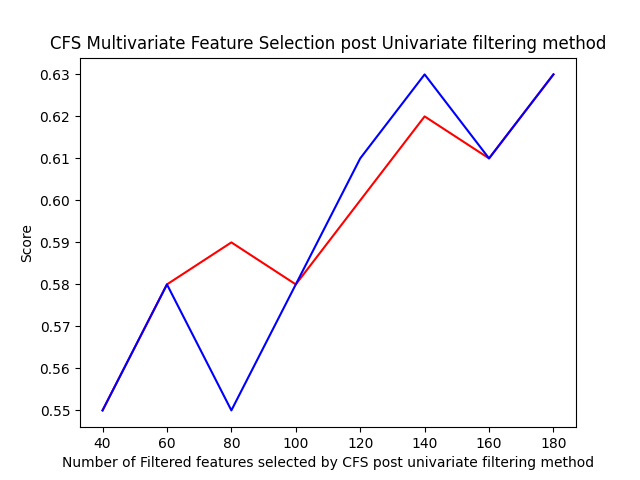 CFS Multivariate Feature Selection post Univariate filtering method
0.63
0.62
0.61
0.60
0.59
0.58
0.57
0.56
0.55
Score
40 60 80 100 120 140 160 180
Number of Filtered features selected by CFS post univariate filtering method